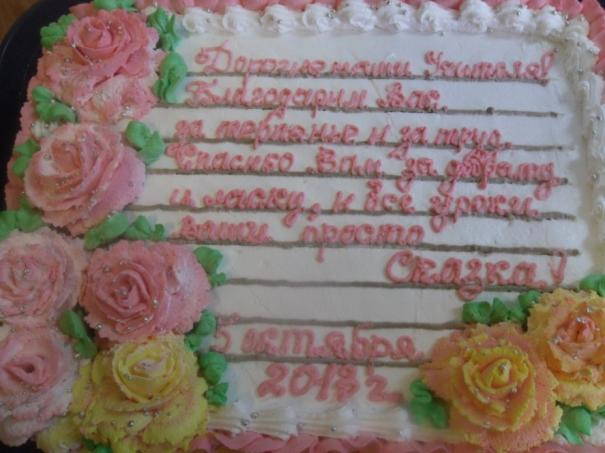 Дорогие наши Учителя!
Благодарим Вас
за терпенье и за труд.
Спасибо Вам за доброту
и ласку, и все уроки
ваши просто
Сказка!
5 октября
2013 г.